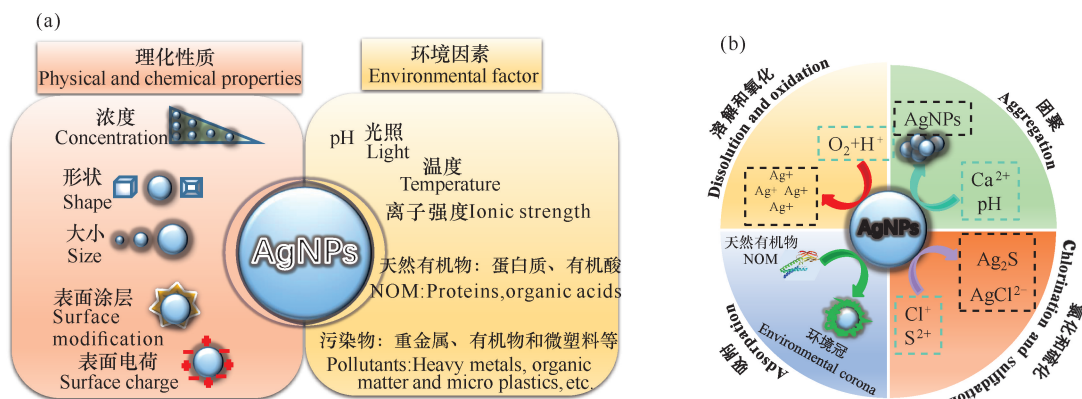 (a)
理化性质
Physical and chemical properties
浓度
Concentration
形状
Shape
大小
Size
表面涂层
Surface
modification
表面电荷
Surface charge
AgNPs
环境因素
Environmental factor
pH 光照
Light
温度
Temperature
离子强度Ionic strength
天然有机物：蛋白质、有机酸
NOM:Proteins,organic acids
污染物：重金属、有机物和微塑料等
Pollutants:Heavy metals, organic
matter and micro plastics, etc.
(b)
溶解和氧化
Dissolution and oxidation
O₂+H⁺
Ag+
Ag⁺ Ag+
Ag+
团聚
Aggregation
AgNPs
Ca²⁺
pH
AgNPs
天然有机物
NOM
环境冠
Environmental corona
吸附
Adsorption
Ag₂S
AgCl²⁻
Cl⁺
S²⁺
氯化和硫化
Chlorination and sulfidation